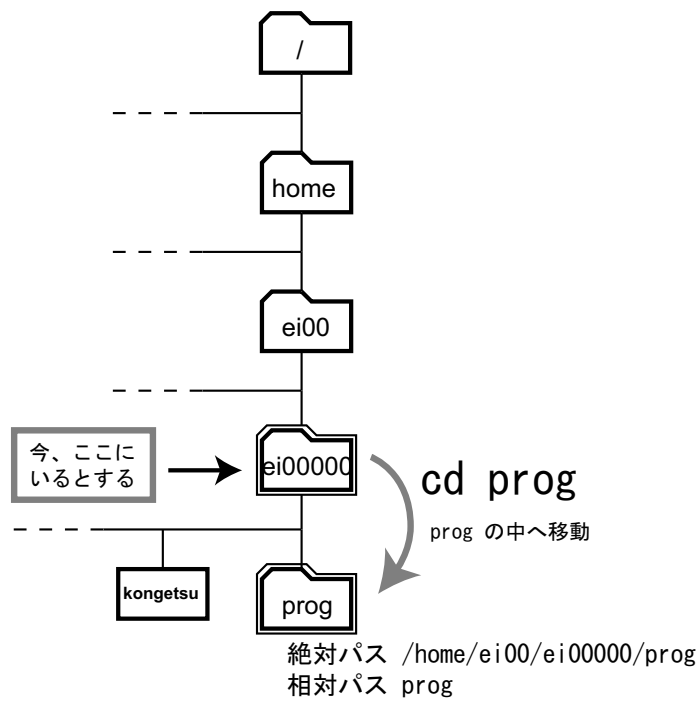 /
home
ei00
今、ここに
いるとする
ei00000
cd prog
prog の中へ移動
kongetsu
prog
絶対パス /home/ei00/ei00000/prog
相対パス prog